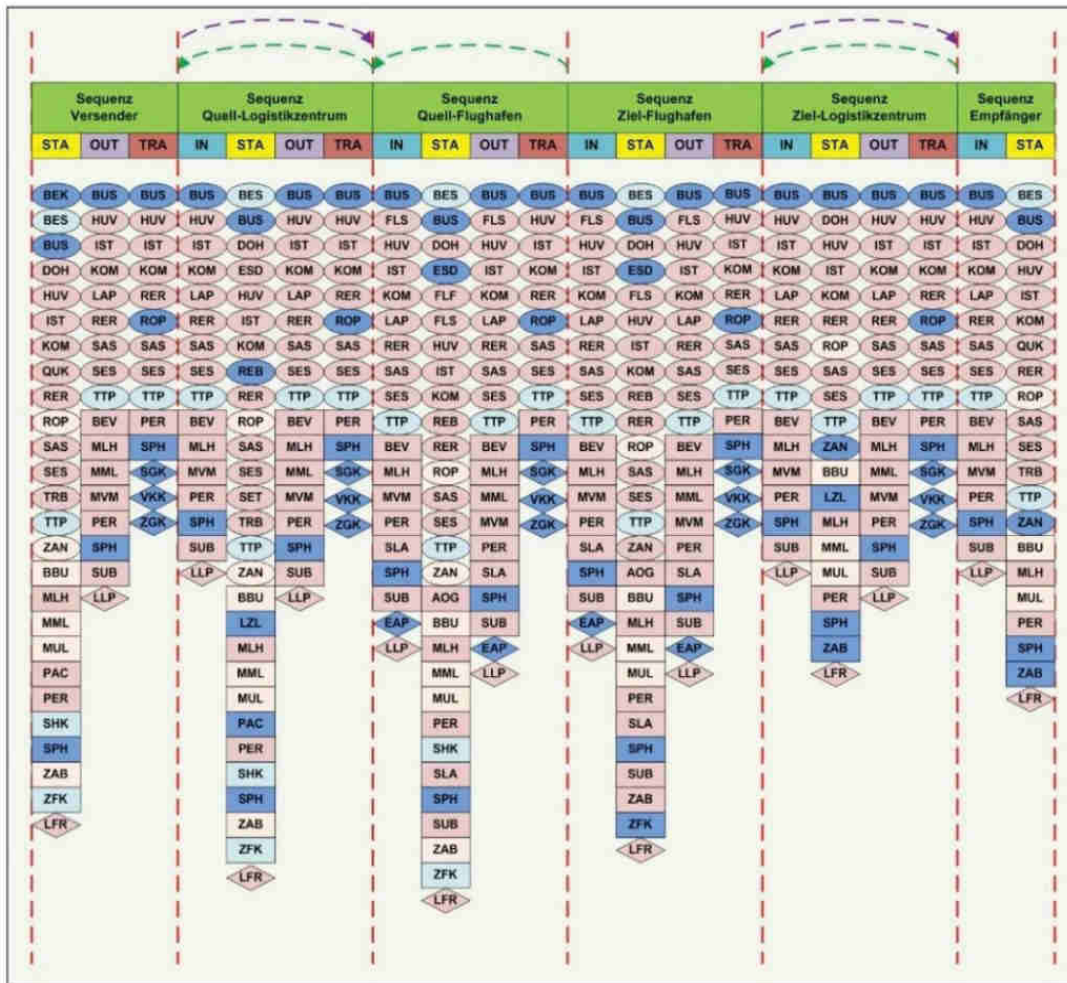 Sequenz Versender Sequenz Quell-Logistikzentrum Sequenz Quell-Flughafen Sequenz Ziel-Flughafen Sequenz Ziel-Logistikzentrum Sequenz Empfänger
STA OUT TRA IN STA OUT TRA IN STA OUT TRA IN STA OUT TRA IN STA OUT TRA IN STA
BEK BUS BUS BUS BES BUS BUS BUS BES BUS BUS BUS BES BUS BUS BUS BUS BUS BUS BUS BES
BES HUV HUV HUV BUS HUV HUV FLS BUS FLS HUV FLS BUS FLS HUV HUV DOH HUV HUV HUV BUS
BUS IST IST IST DOH IST IST HUV DOH HUV IST HUV DOH HUV IST IST HUV IST IST IST DOH
DOH KOM KOM KOM ESD KOM KOM IST ESD IST KOM IST ESD IST KOM KOM IST KOM KOM KOM HUV
HUV LAP RER LAP HUV LAP RER KOM FLF KOM RER KOM FLS KOM RER LAP KOM LAP RER LAP IST
IST RER ROP RER IST RER ROP LAP FLS LAP ROP LAP HUV LAP ROP RER RER RER ROP RER KOM
KOM SAS SAS SAS KOM SAS SAS RER HUV RER SAS RER IST RER SAS SAS ROP SAS SAS SAS QUK
QUK SES SES SES REB SES SES SAS IST SAS SES SAS KOM SAS SES SES SAS SES SES SES RER
RER TTP TTP TTP RER TTP TTP SES KOM SES TTP SES REB SES TTP TTP SES TTP TTP TTP ROP
ROP BEV PER BEV ROP BEV PER TTP REB TTP PER TTP RER TTP PER BEV TTP BEV PER BEV SAS
SAS MLH SPH MLH SAS MLH SPH BEV RER BEV SPH BEV ROP BEV SPH MLH ZAN MLH SPH MLH SES
SES MML SGK MVM SES MML SGK MLH ROP MLH SGK MLH SAS MLH SGK MVM BBU MML SGK MVM TRB
TRB MVM VKK PER SET MVM VKK MVM SAS MML VKK MVM SES MML VKK PER LZL MVM VKK PER TTP
TTP PER ZGK SPH TRB PER ZGK PER SES MVM ZGK PER TTP MVM ZGK SPH MLH PER ZGK SPH ZAN
ZAN SPH SUB TTP SPH SLA TTP PER SLA ZAN PER SUB MML SPH SUB BBU
BBU SUB LLP ZAN SUB SPH ZAN SLA SPH AOG SLA LLP MUL SUB LLP MLH
MLH LLP BBU LLP SUB AOG SPH SUB BBU SPH PER LLP MUL
MML LZL EAP BBU SUB EAP MLH SUB SPH PER
MUL MLH LLP MLH EAP LLP MML EAP ZAB SPH
PAC MML MML LLP MUL LLP LFR ZAB
PER MUL MUL PER LFR
SHK PAC PER SLA
SPH PER SHK SPH
ZAB SHK SLA SUB
ZFK SPH SPH ZAB
LFR ZAB SUB ZFK
ZFK ZAB LFR
LFR ZFK
LFR